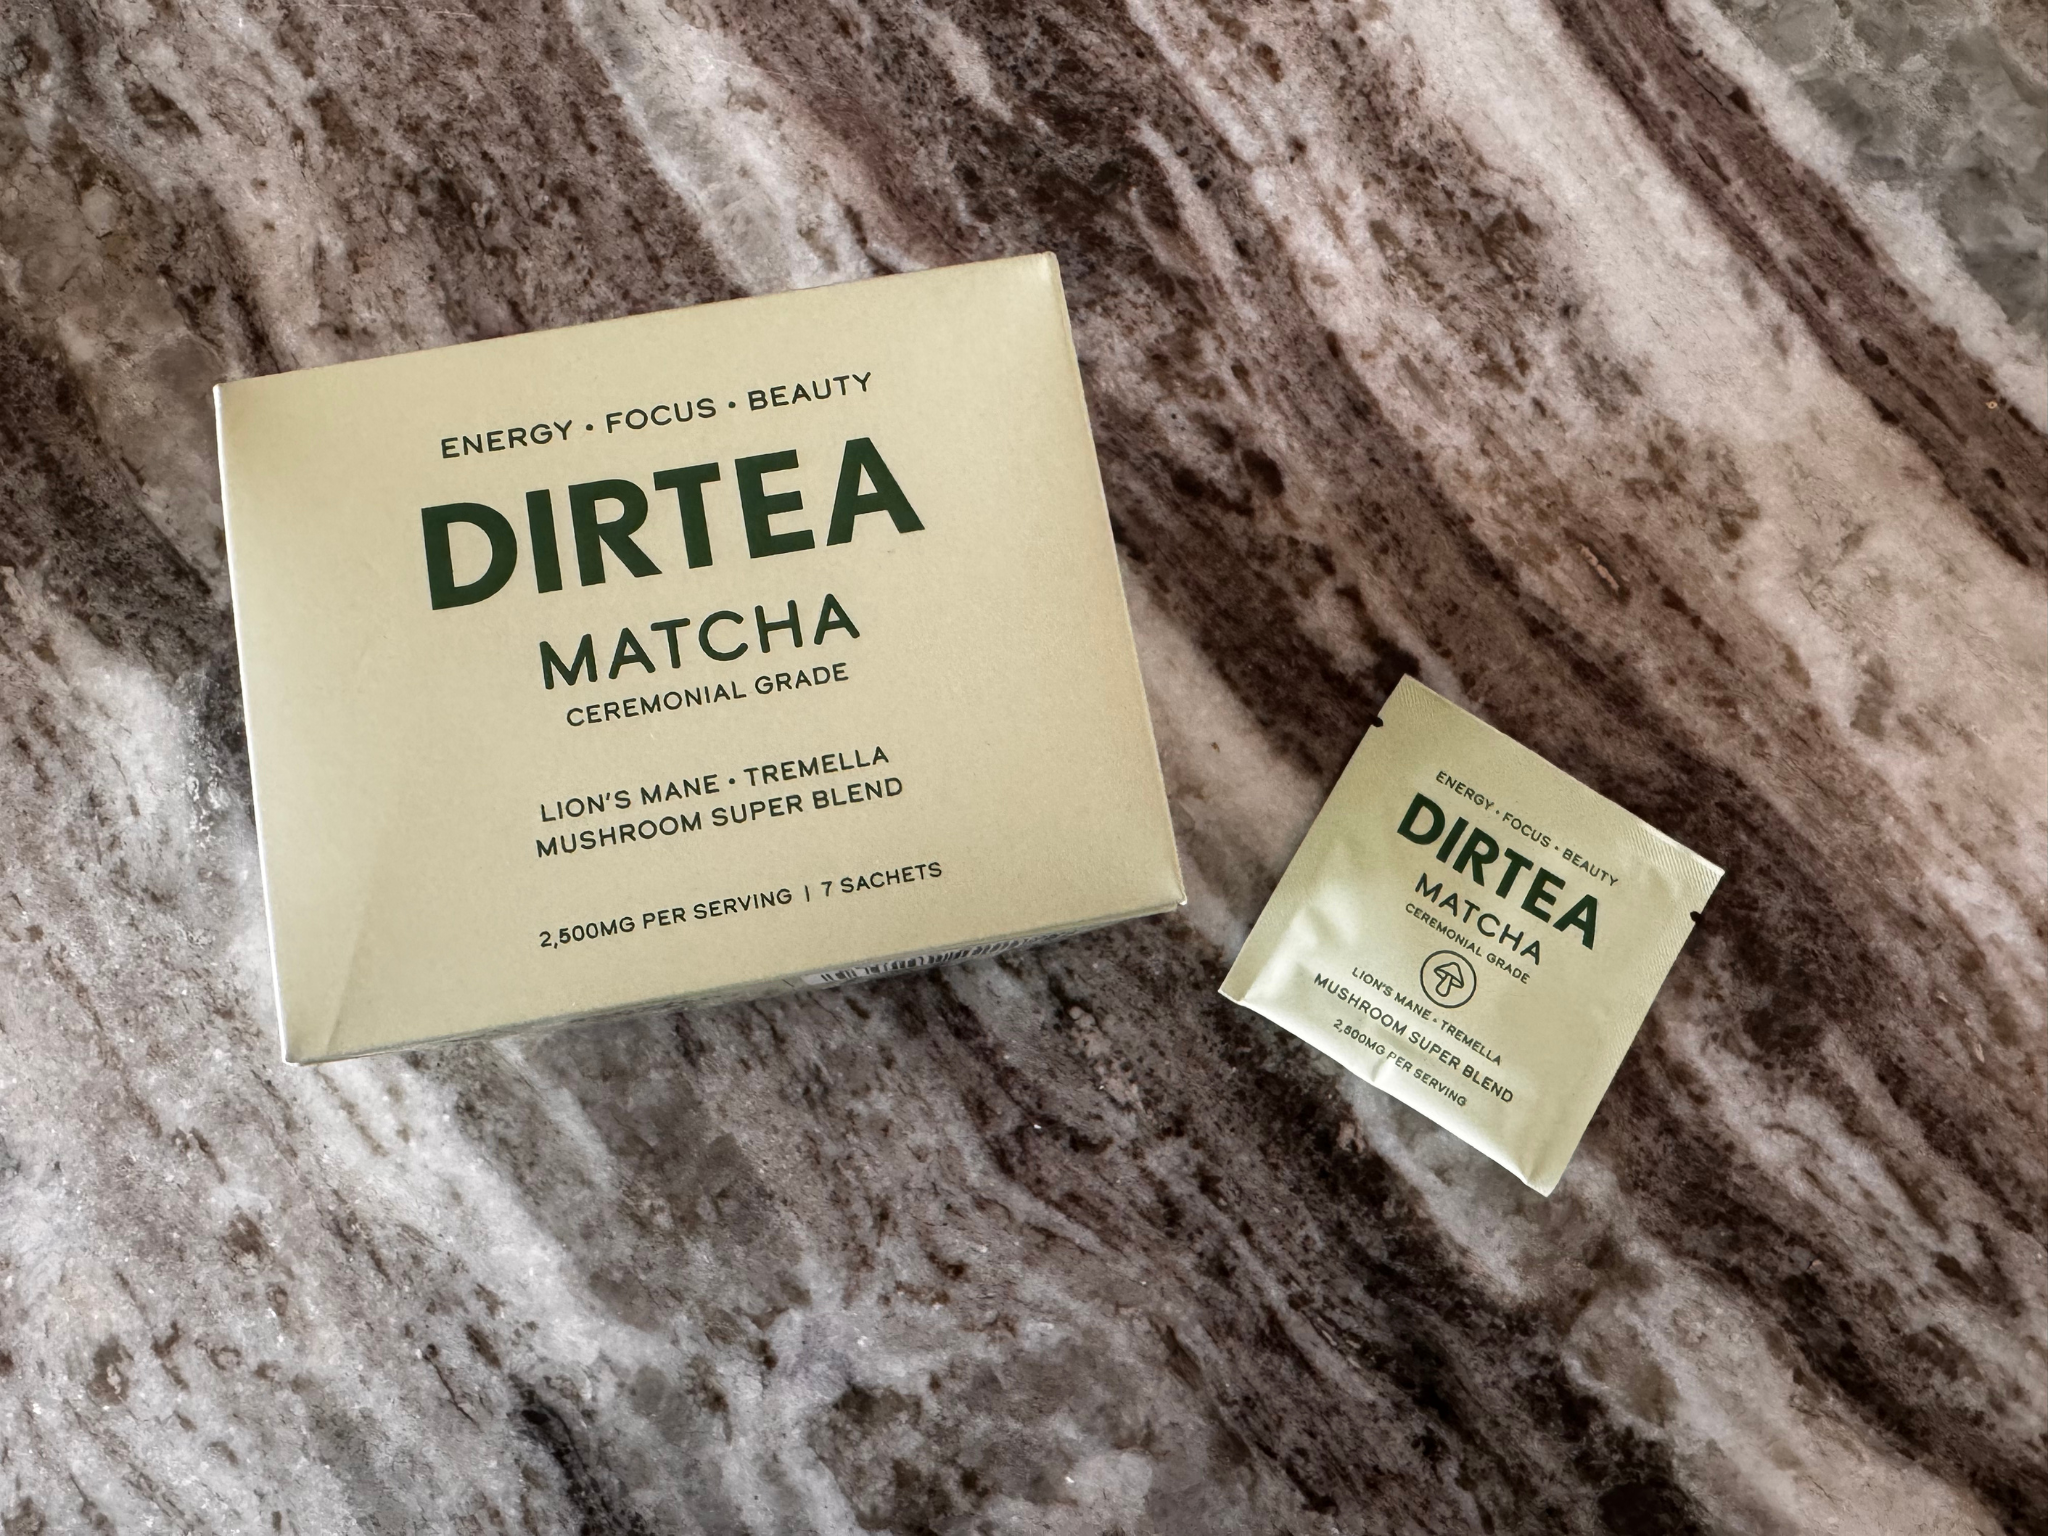 ENERGY • FOCUS • BEAUTY
DIRTEA
MATCHA
CEREMONIAL GRADE
LION'S MANE • TREMELLA
MUSHROOM SUPER BLEND
2,500MG PER SERVING | 7 SACHETS
ENERGY • FOCUS • BEAUTY
DIRTEA
MATCHA
CEREMONIAL GRADE
LION'S MANE • TREMELLA
MUSHROOM SUPER BLEND
2,500MG PER SERVING